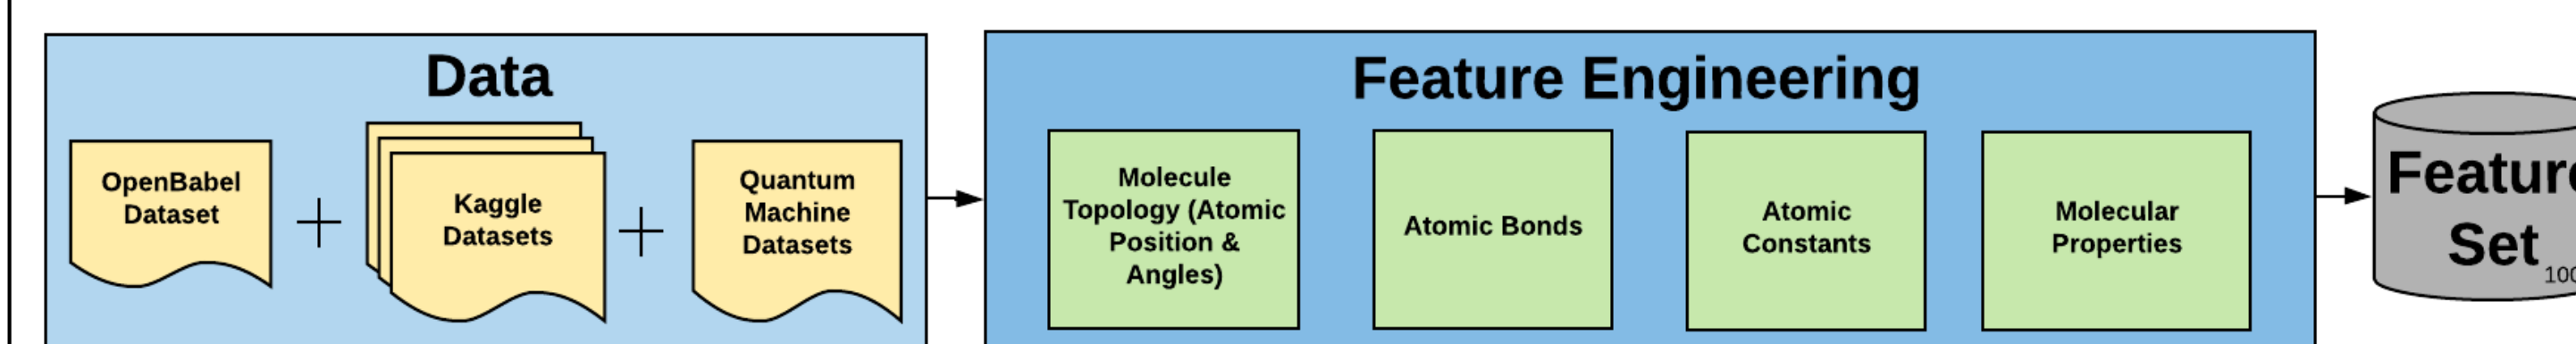 Data
OpenBabel
Dataset
Kaggle
Datasets
Quantum
Machine
Datasets
Feature Engineering
Molecule
Topology (Atomic
Position &
Angles)
Atomic Bonds
Atomic
Constants
Molecular
Properties
Set